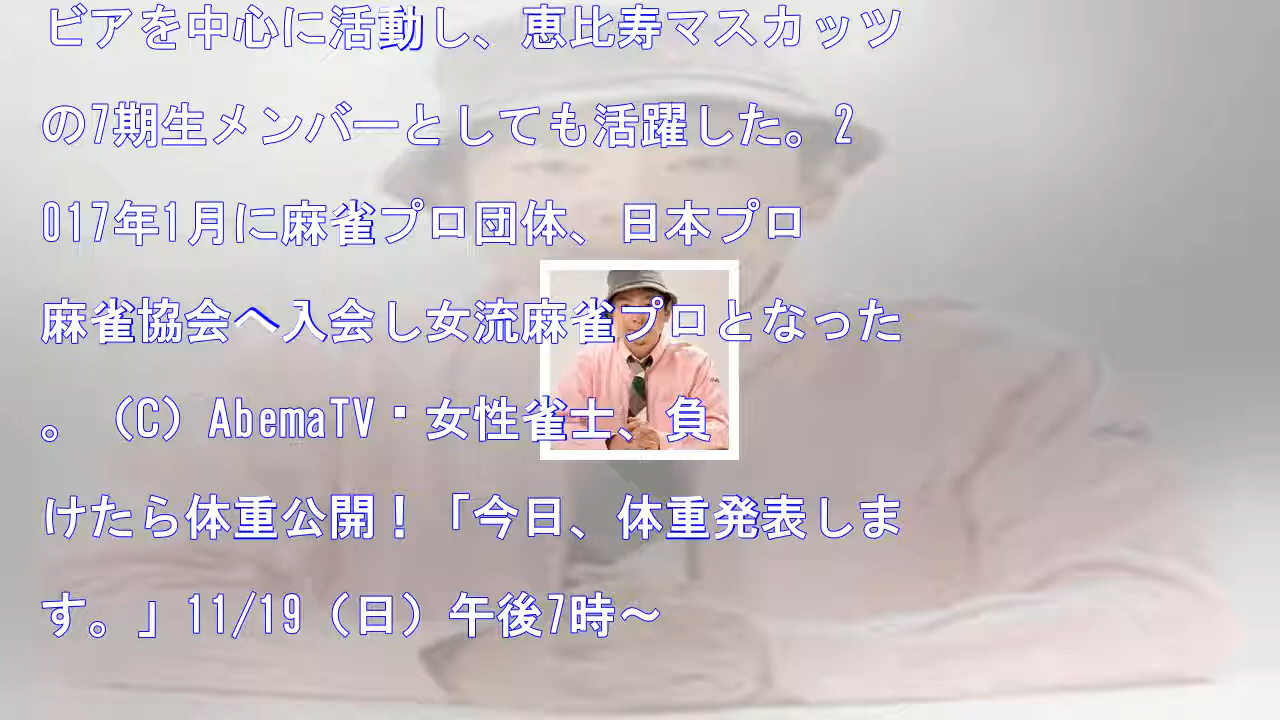 ビアを中心に活動し、恵比寿マスカッツ
の7期生メンバーとしても活躍した。2
017年1月に麻雀プロ団体、日本プロ
麻雀協会へ入会し女流麻雀プロとなった
。（C）AbemaTV・女性雀士、負
けたら体重公開！「今日、体重発表しま
す。」11/19（日）午後7時～